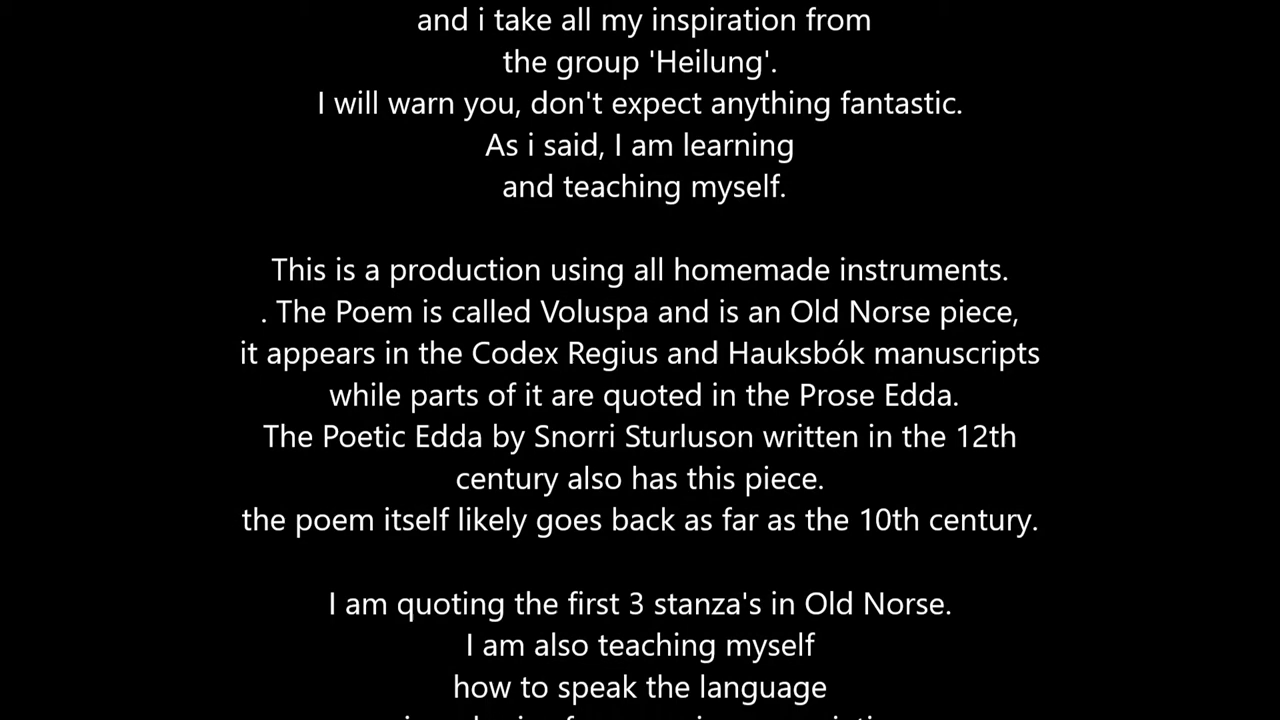 and i take all my inspiration from
the group 'Heilung'.
I will warn you, don't expect anything fantastic.
As i said, I am learning
and teaching myself.
This is a production using all homemade instruments.
. The Poem is called Voluspa and is an Old Norse piece,
it appears in the Codex Regius and Hauksbók manuscripts
while parts of it are quoted in the Prose Edda.
The Poetic Edda by Snorri Sturluson written in the 12th
century also has this piece.
the poem itself likely goes back as far as the 10th century.
I am quoting the first 3 stanza's in Old Norse.
I am also teaching myself
how to speak the language